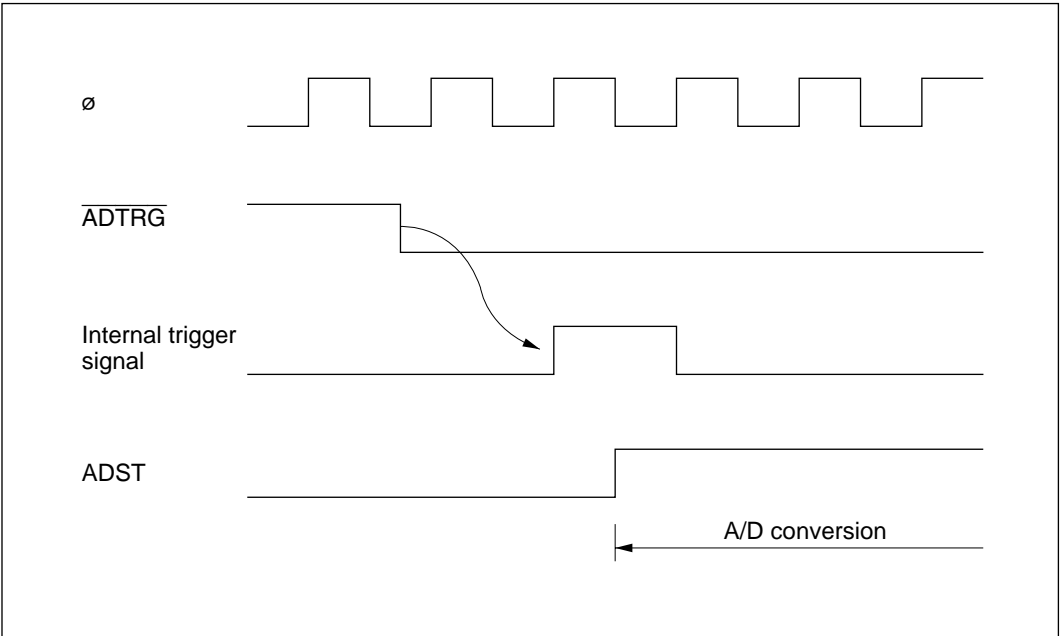 ø
ADTRG
Internal trigger
signal
ADST
A/D conversion